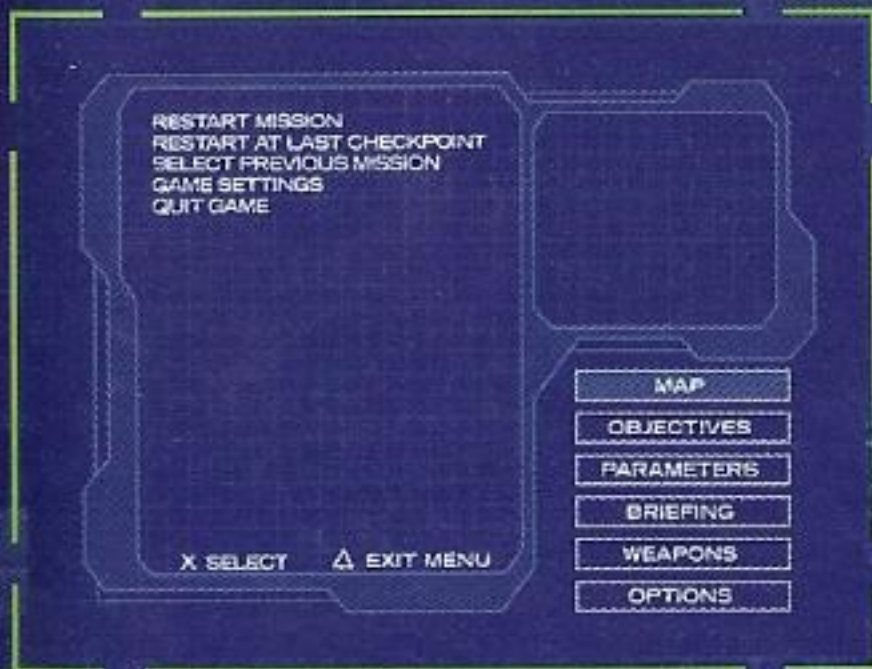 RESTART MISSION
RESTART AT LAST CHECKPOINT
SELECT PREVIOUS MISSION
GAME SETTINGS
QUIT GAME
X SELECT △ EXIT MENU
MAP
OBJECTIVES
PARAMETERS
BRIEFING
WEAPONS
OPTIONS